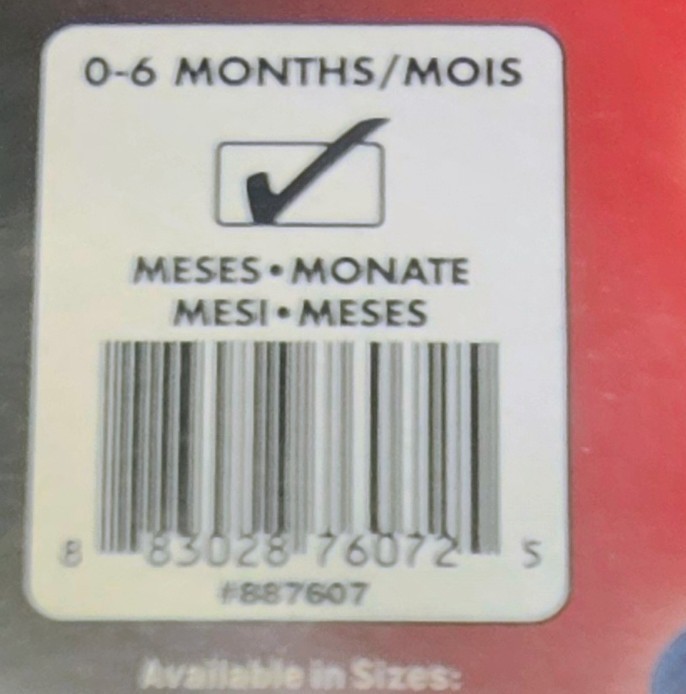 0-6 MONTHS/MOIS
MESES•MONATE
MESI•MESES
8 83028 76072 5
#887607
Available in Sizes: